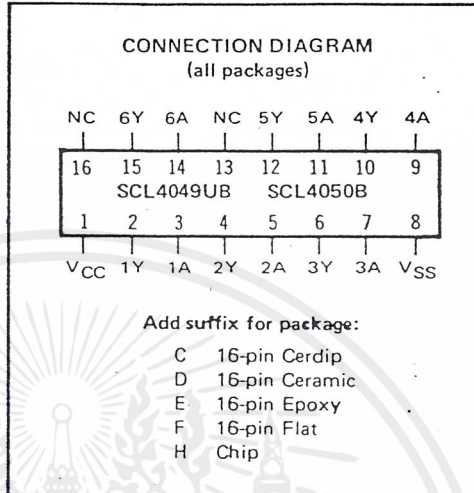 CONNECTION DIAGRAM
(all packages)
NC 6Y 6A NC 5Y 5A 4Y 4A
16 15 14 13 12 11 10 9
SCL4049UB SCL4050B
1 2 3 4 5 6 7 8
VCC 1Y 1A 2Y 2A 3Y 3A VSS
Add suffix for package:
C 16-pin Cerdip
D 16-pin Ceramic
E 16-pin Epoxy
F 16-pin Flat
H Chip